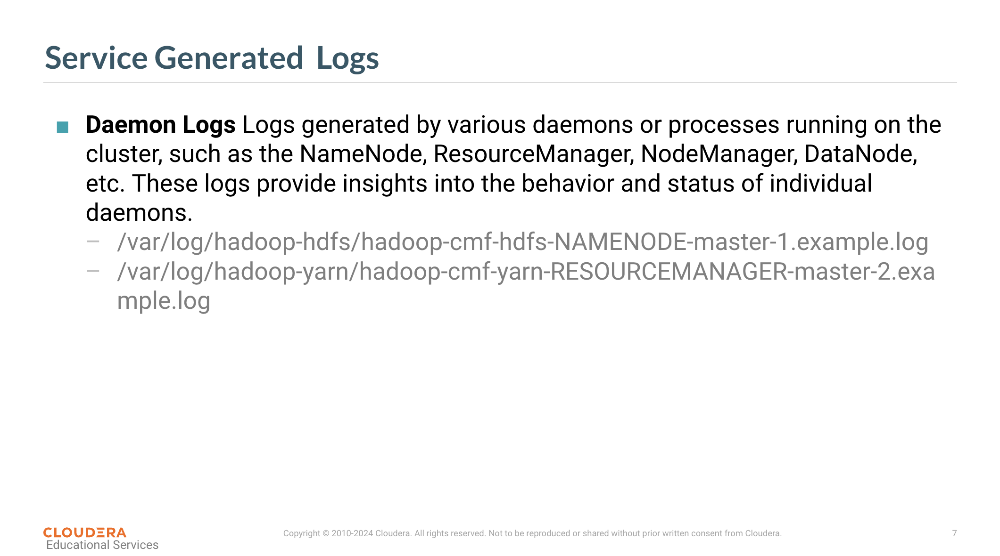 Service Generated  Logs
■ Daemon Logs Logs generated by various daemons or processes running on the
cluster, such as the NameNode, ResourceManager, NodeManager, DataNode,
etc. These logs provide insights into the behavior and status of individual
daemons.
– /var/log/hadoop-hdfs/hadoop-cmf-hdfs-NAMENODE-master-1.example.log
– /var/log/hadoop-yarn/hadoop-cmf-yarn-RESOURCEMANAGER-master-2.exa
mple.log
CLOUDERA
Educational Services
Copyright © 2010-2024 Cloudera. All rights reserved. Not to be reproduced or shared without prior written consent from Cloudera.
7